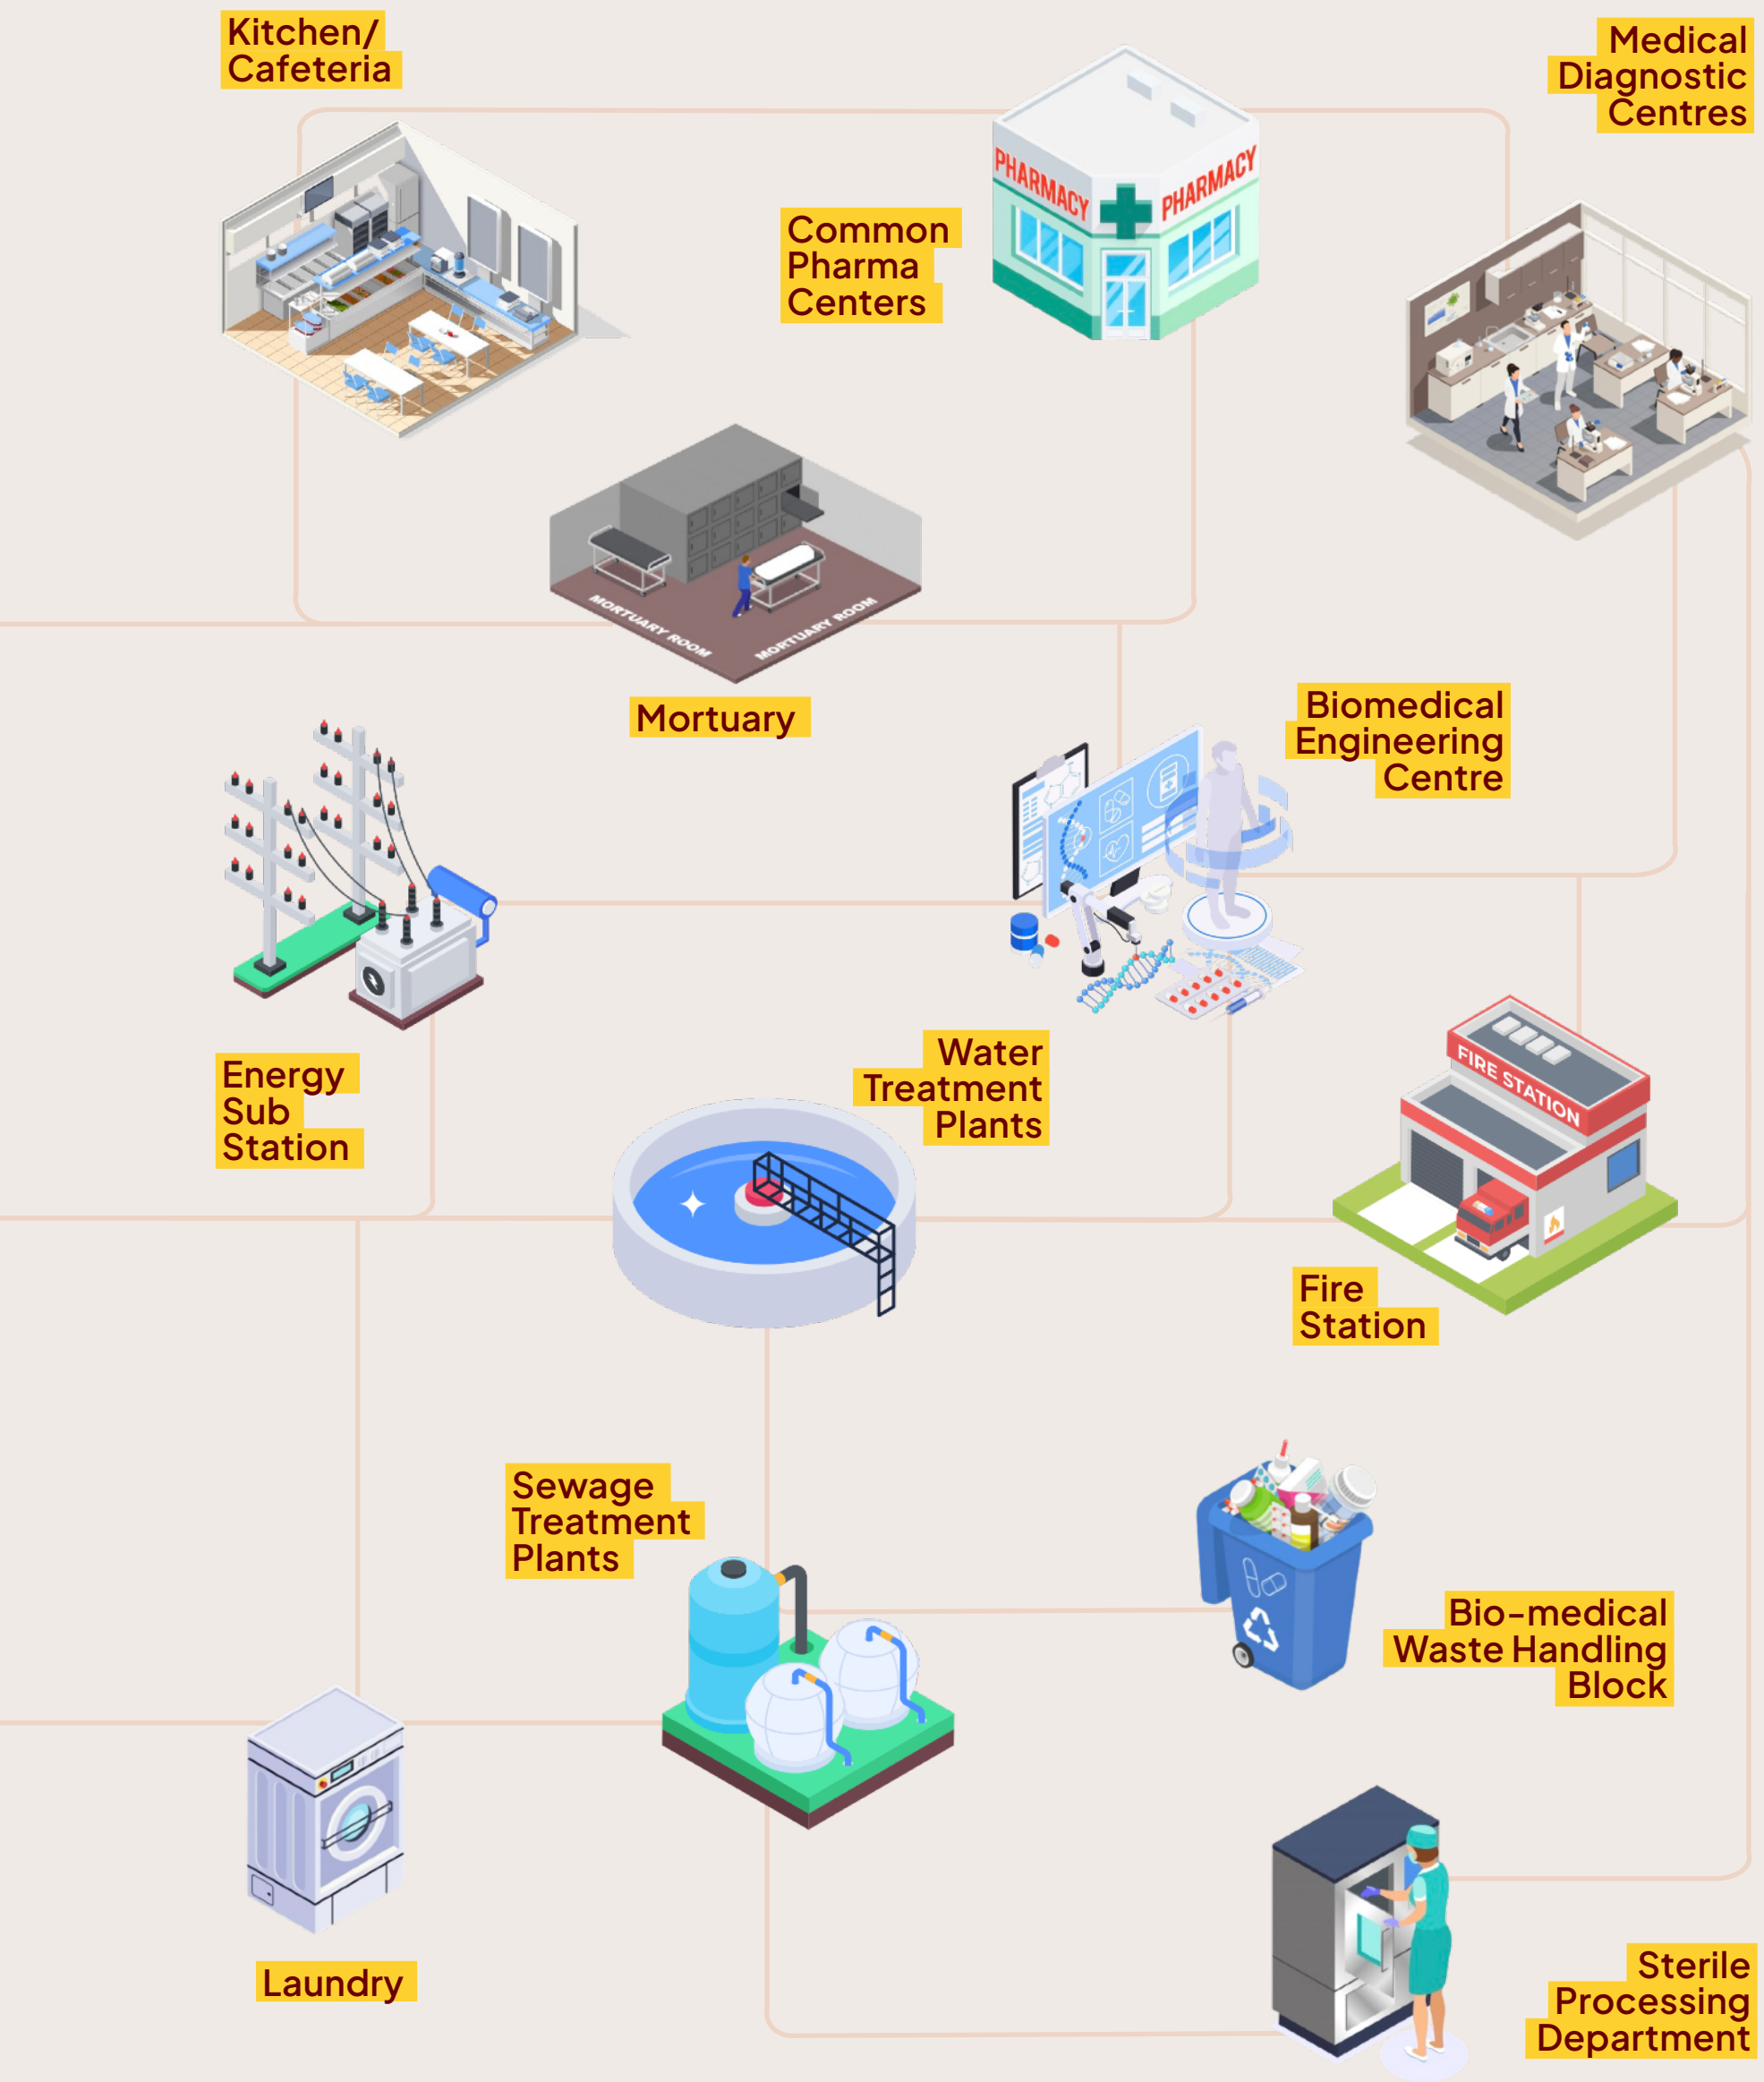 Kitchen/
Cafeteria
Medical
Diagnostic
Centres
PHARMACY
PHARMACY
Common
Pharma
Centers
MORTUARY ROOM
MORTUARY ROOM
Mortuary
Biomedical
Engineering
Centre
Energy
Sub
Station
Water
Treatment
Plants
FIRE STATION
Fire
Station
Sewage
Treatment
Plants
Bio-medical
Waste Handling
Block
Laundry
Sterile
Processing
Department